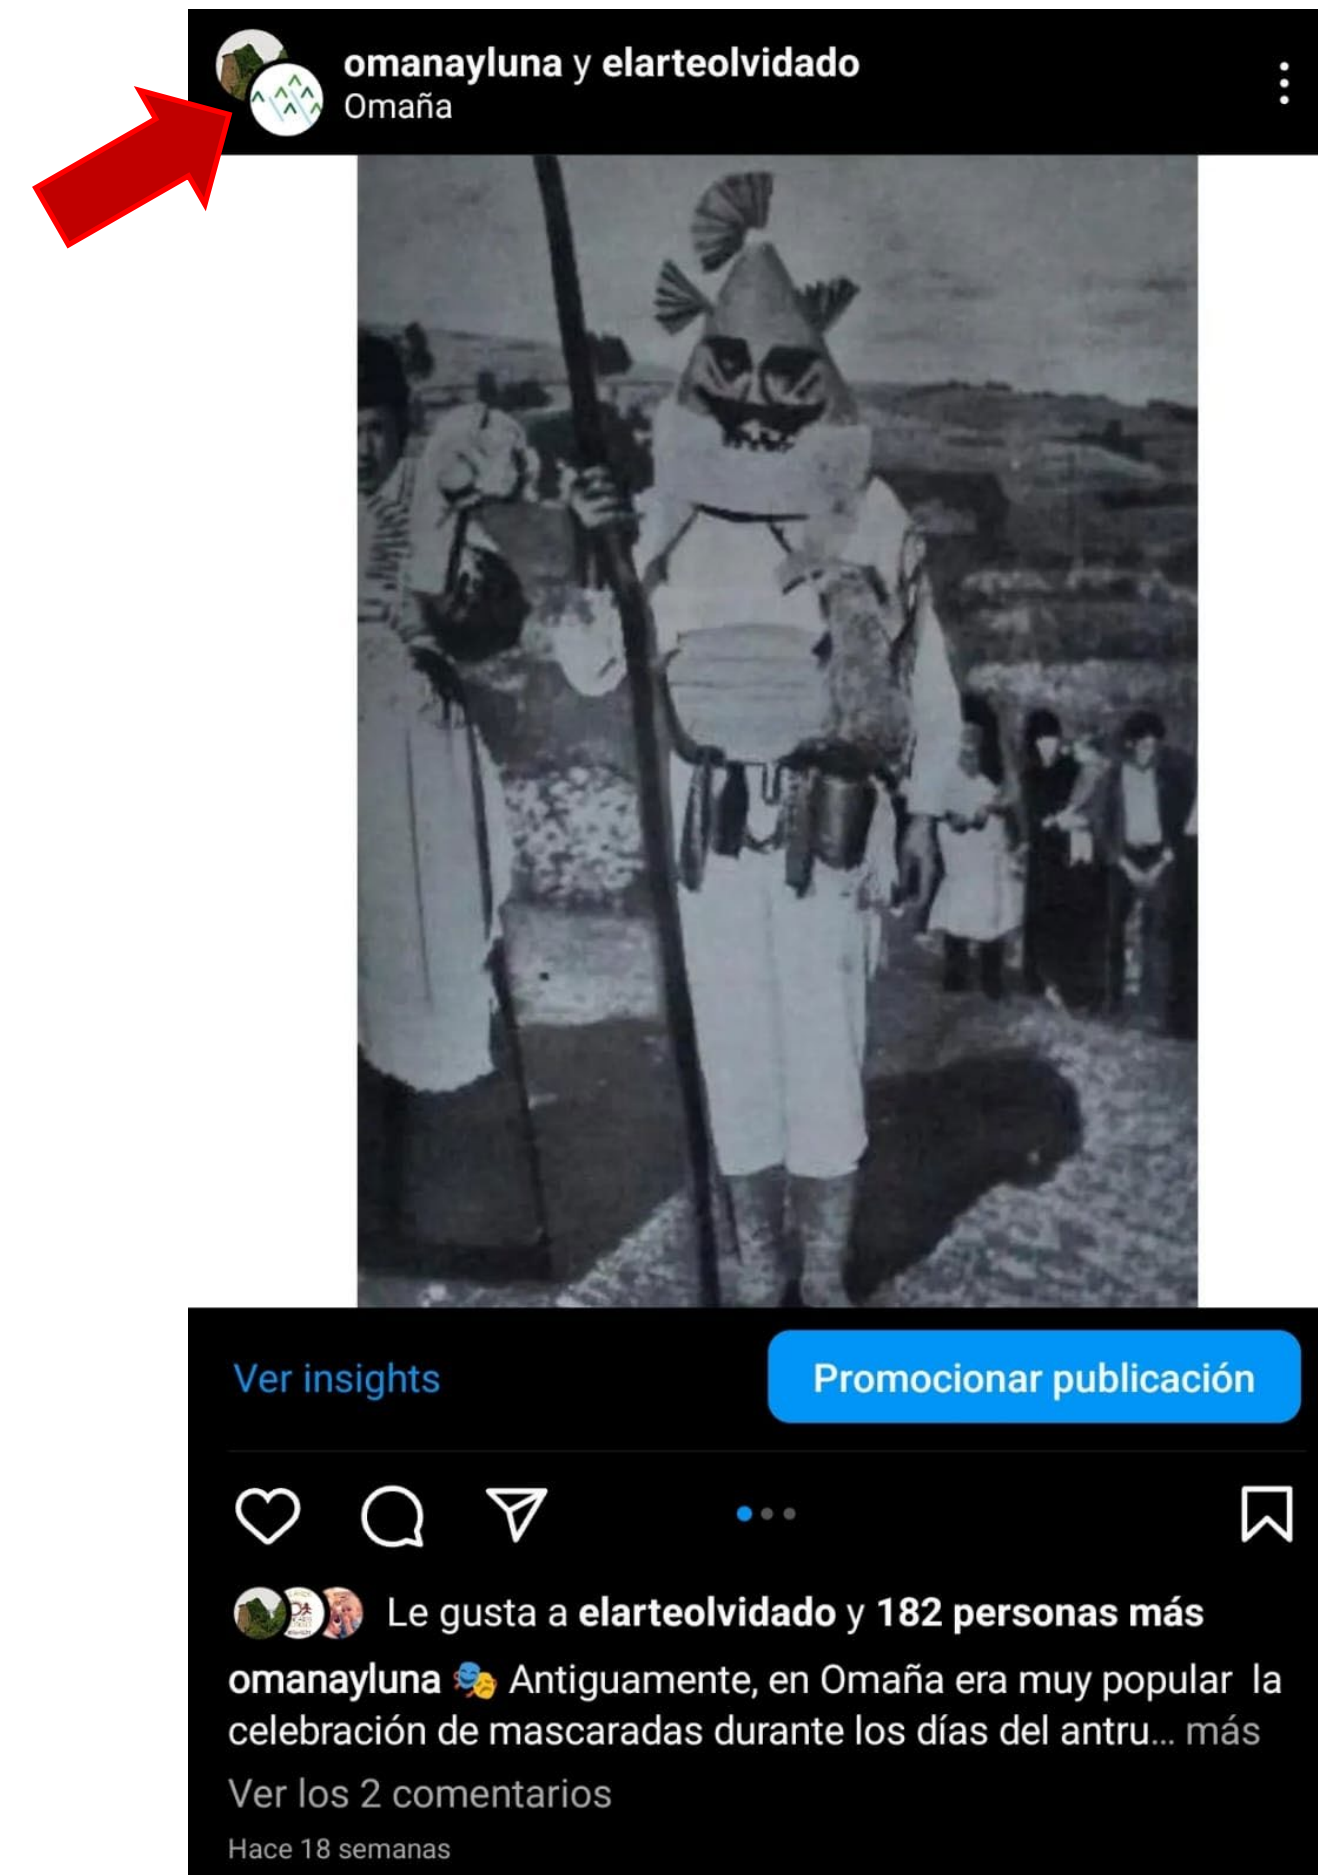 omanayluna y elarteolvidado
Omaña
Ver insights
Promocionar publicación
Le gusta a elarteolvidado y 182 personas más
omanayluna 🎭 Antiguamente, en Omaña era muy popular la
celebración de mascaradas durante los días del antru... más
Ver los 2 comentarios
Hace 18 semanas